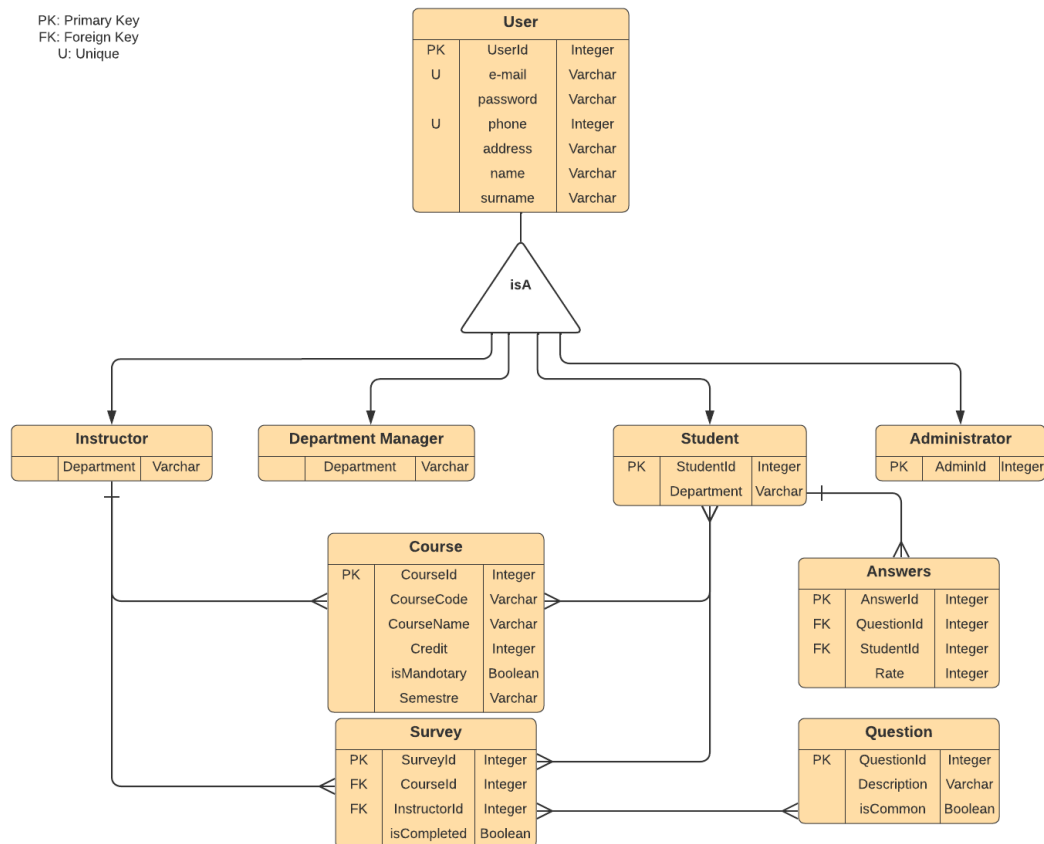 PK: Primary Key
FK: Foreign Key
U: Unique
User
PK UserId Integer
U e-mail Varchar
password Varchar
U phone Integer
address Varchar
name Varchar
surname Varchar
isA
Instructor
Department Varchar
Department Manager
Department Varchar
Student
PK StudentId Integer
Department Varchar
Administrator
PK AdminId Integer
Course
PK CourseId Integer
CourseCode Varchar
CourseName Varchar
Credit Integer
isMandotary Boolean
Semestre Varchar
Answers
PK AnswerId Integer
FK QuestionId Integer
FK StudentId Integer
Rate Integer
Survey
PK SurveyId Integer
FK CourseId Integer
FK InstructorId Integer
isCompleted Boolean
Question
PK QuestionId Integer
Description Varchar
isCommon Boolean